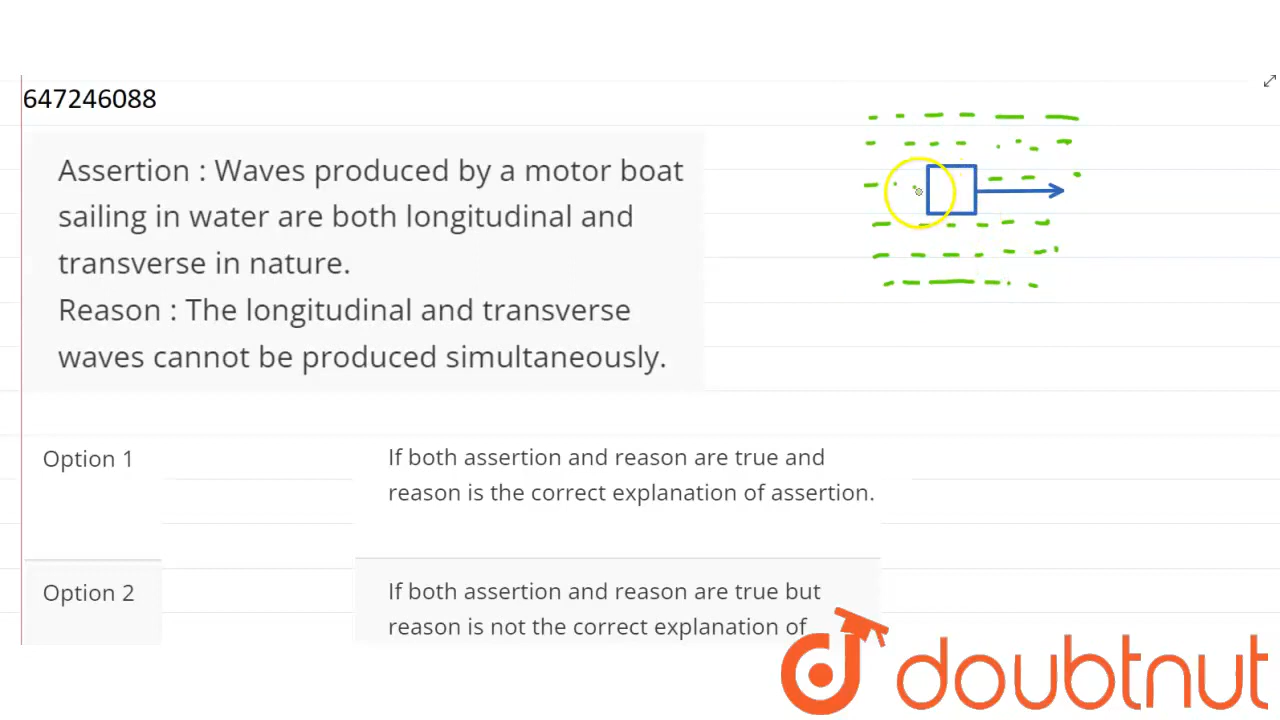 647246088
Assertion : Waves produced by a motor boat
sailing in water are both longitudinal and
transverse in nature.
Reason : The longitudinal and transverse
waves cannot be produced simultaneously.
Option 1
If both assertion and reason are true and
reason is the correct explanation of assertion.
Option 2
If both assertion and reason are true but
reason is not the correct explanation of
doubtnut